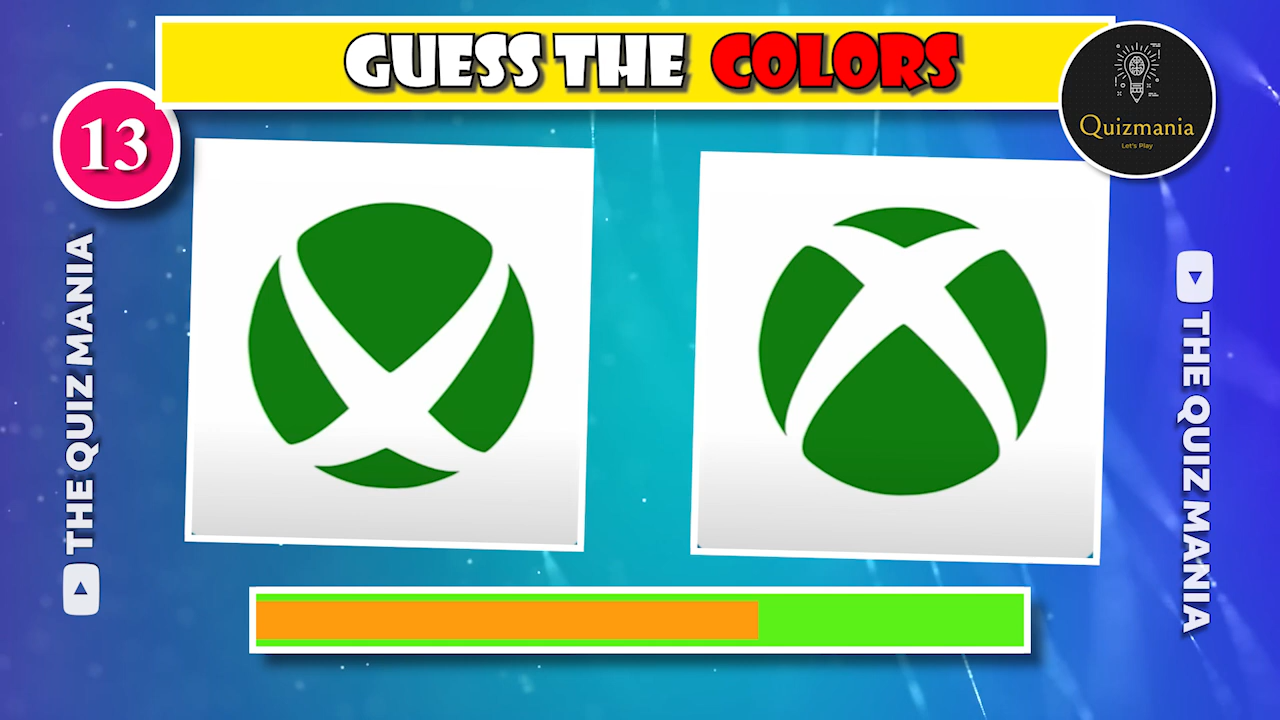 GUESS THE COLORS
13
Quizmania
Let's Play
THE QUIZ MANIA
THE QUIZ MANIA